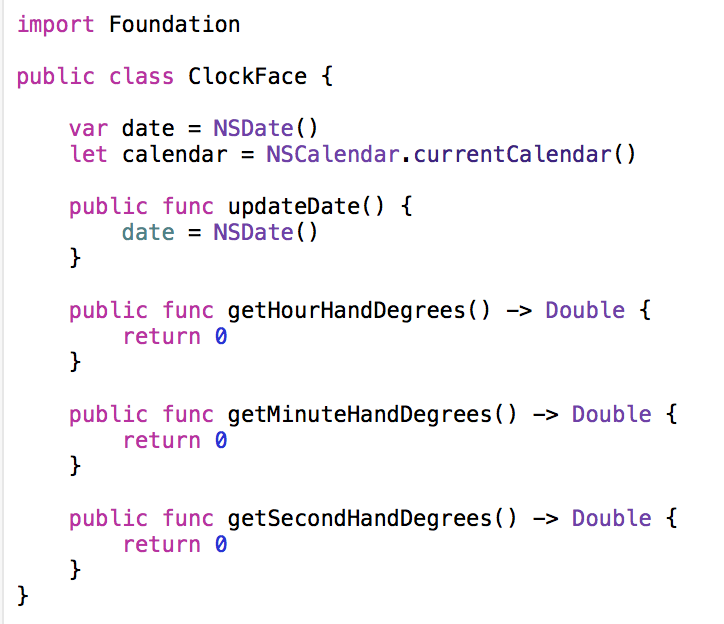 import Foundation
public class ClockFace {
var date = NSDate()
let calendar = NSCalendar.currentCalendar()
public func updateDate() {
date = NSDate()
}
public func getHourHandDegrees() -> Double {
return 0
}
public func getMinuteHandDegrees() -> Double {
return 0
}
public func getSecondHandDegrees() -> Double {
return 0
}
}